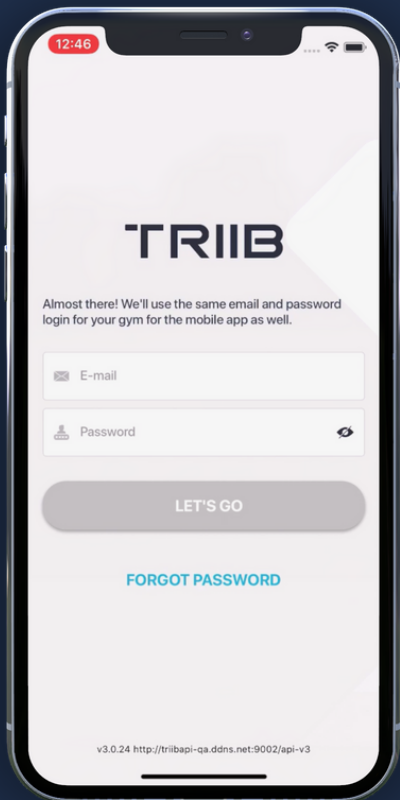 12:46
TRIIB
Almost there! We'll use the same email and password
login for your gym for the mobile app as well.
E-mail
Password
LET'S GO
FORGOT PASSWORD
v3.0.24 http://triibapi-qa.ddns.net:9002/api-v3